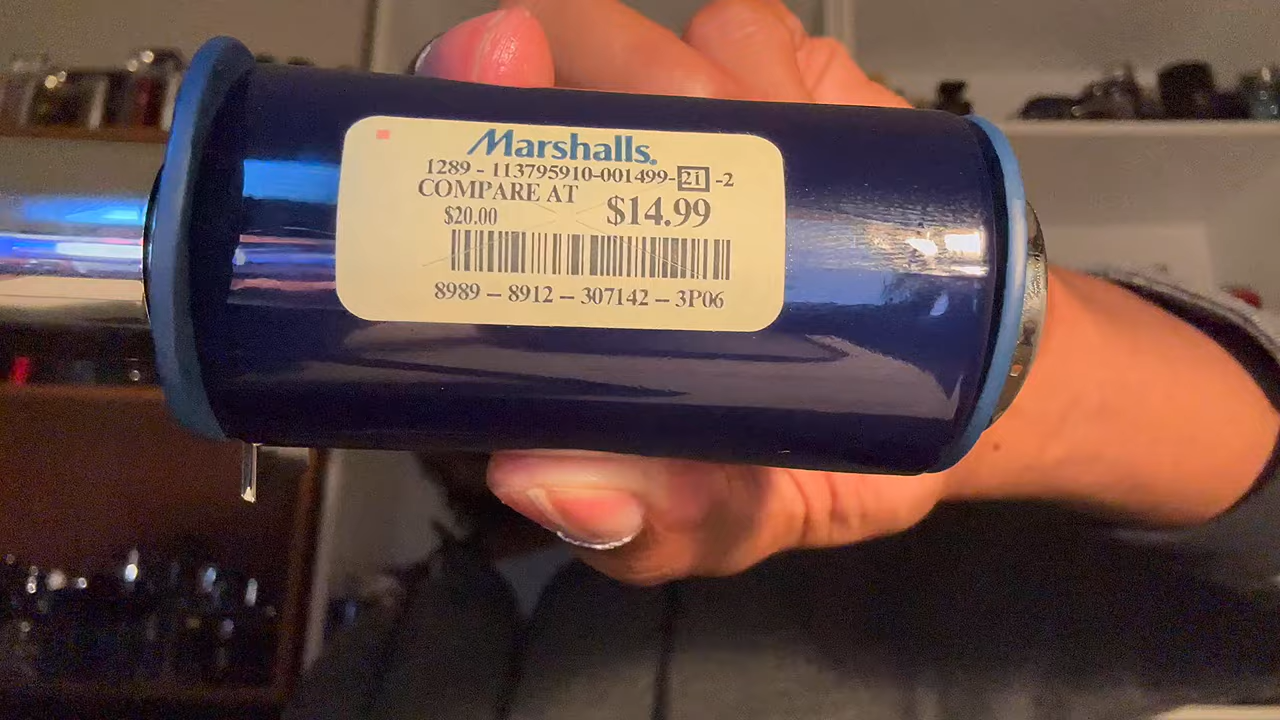 Marshalls.
1289 - 113795910-001499-21 -2
COMPARE AT
$20.00 $14.99
8989 – 8912 – 307142 – 3P06